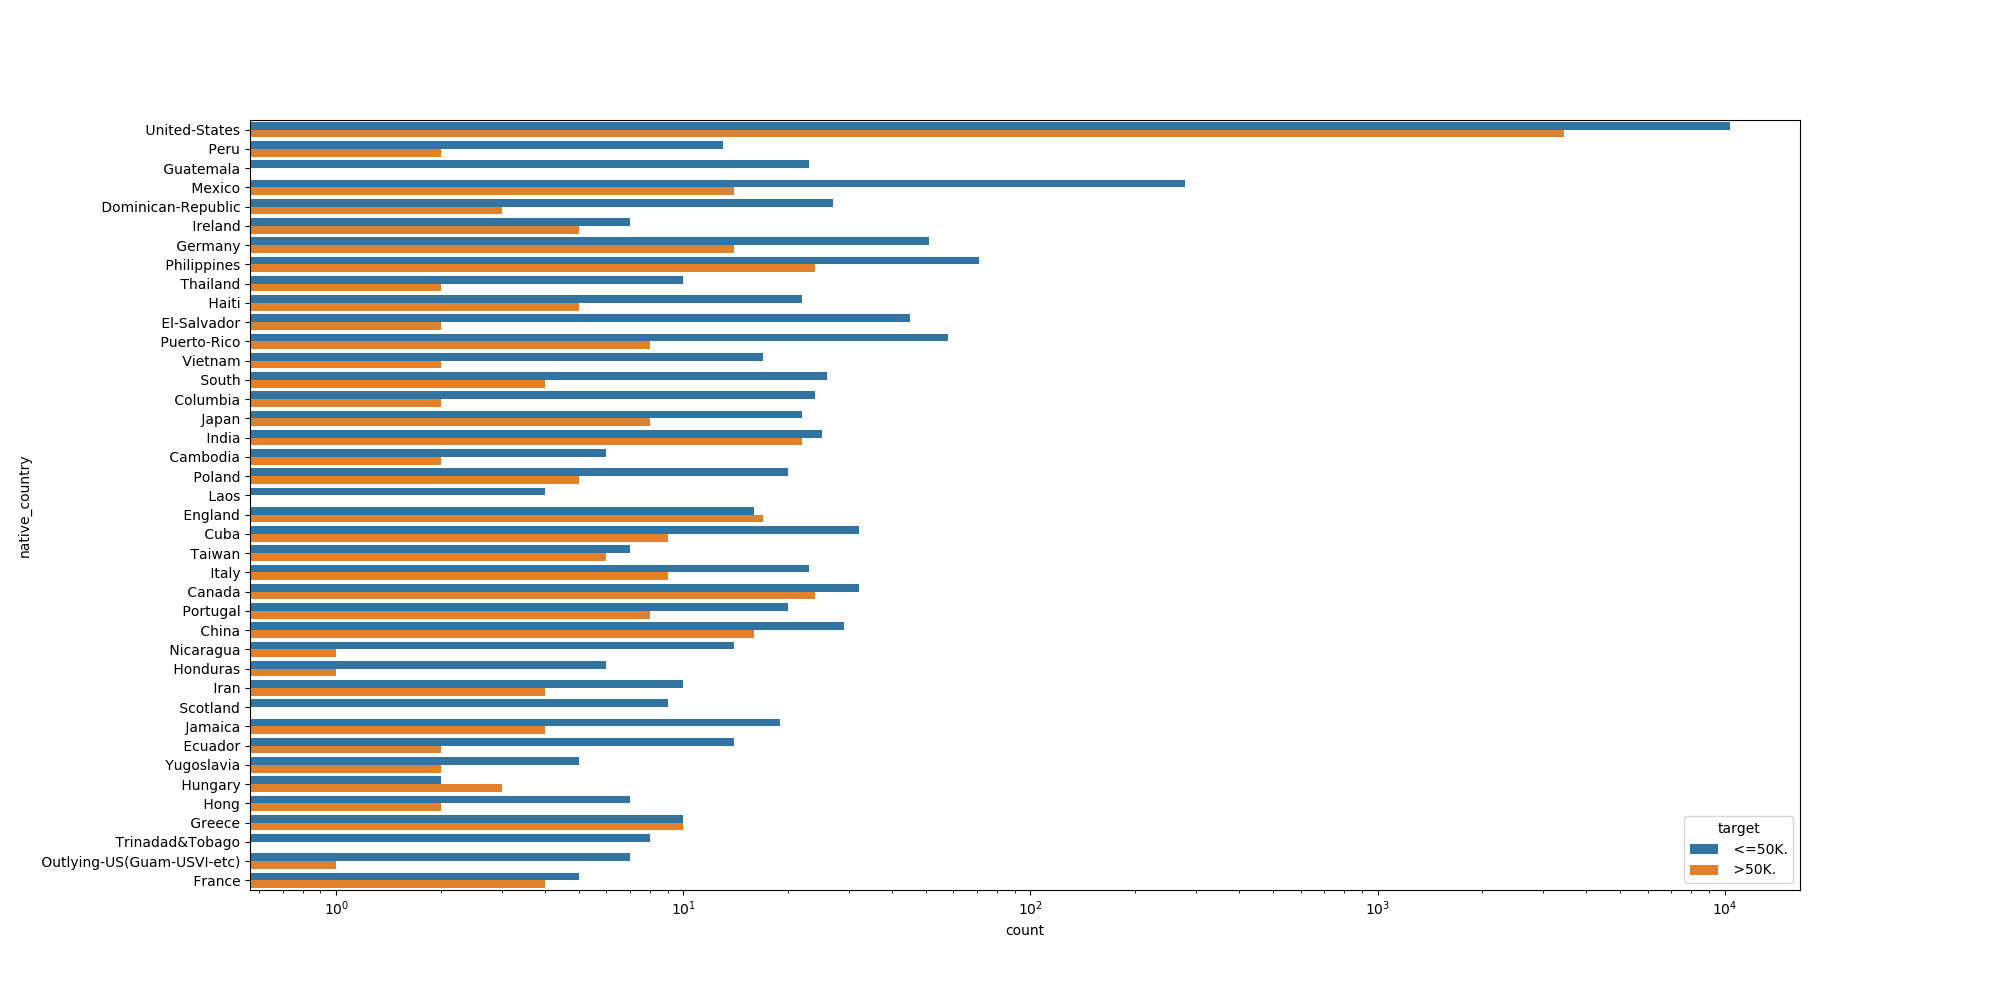 United-States
Peru
Guatemala
Mexico
Dominican-Republic
Ireland
Germany
Philippines
Thailand
Haiti
El-Salvador
Puerto-Rico
Vietnam
South
Columbia
Japan
India
Cambodia
Poland
Laos
England
Cuba
Taiwan
Italy
Canada
Portugal
China
Nicaragua
Honduras
Iran
Scotland
Jamaica
Ecuador
Yugoslavia
Hungary
Hong
Greece
Trinadad&Tobago
Outlying-US(Guam-USVI-etc)
France
native_country
10⁰ 10¹ 10² 10³ 10⁴
count
target
<=50K.
>50K.